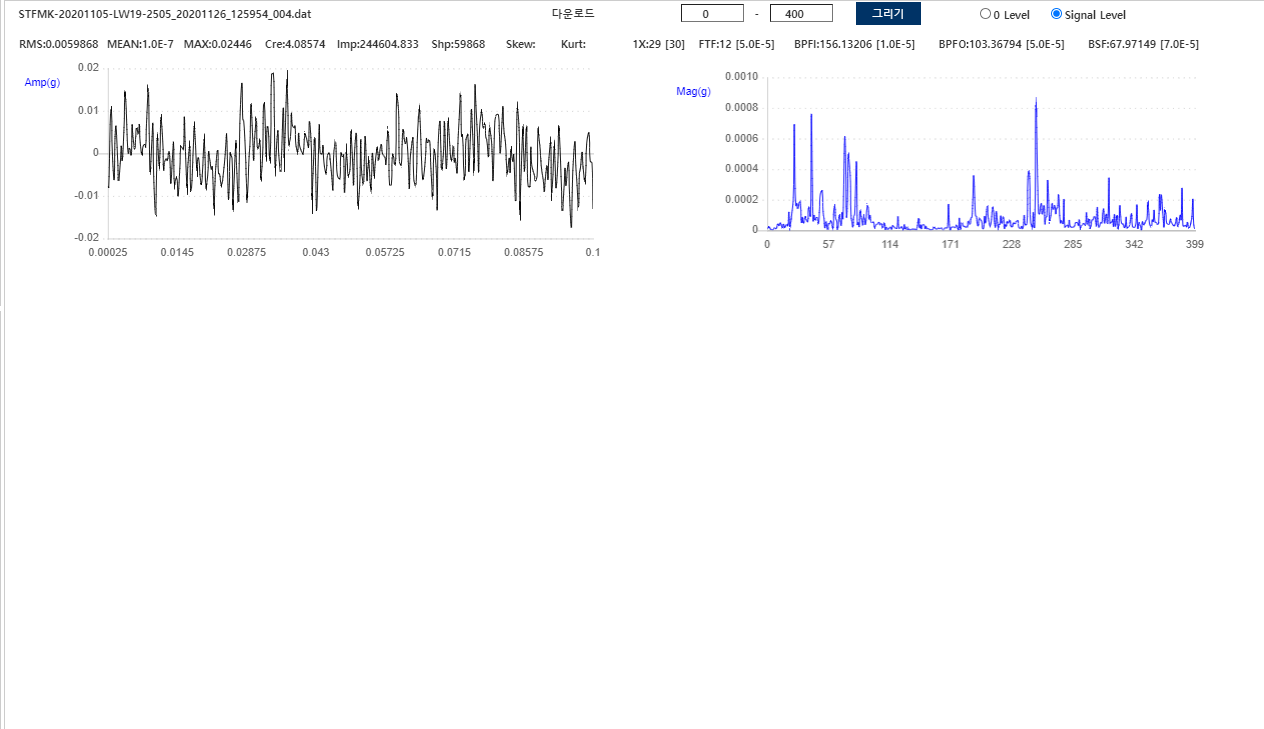 STFMK-20201105-LW19-2505_20201126_125954_004.dat 다운로드 0 - 400 그리기 0 Level Signal Level
RMS:0.0059868 MEAN:1.0E-7 MAX:0.02446 Cre:4.08574 Imp:244604.833 Shp:59868 Skew: Kurt: 1X:29 [30] FTF:12 [5.0E-5] BPFI:156.13206 [1.0E-5] BPFO:103.36794 [5.0E-5] BSF:67.97149 [7.0E-5]
Amp(g)
0.02
0.01
0
-0.01
-0.02
0.00025 0.0145 0.02875 0.043 0.05725 0.0715 0.08575 0.1
Mag(g)
0.0010
0.0008
0.0006
0.0004
0.0002
0
0 57 114 171 228 285 342 399